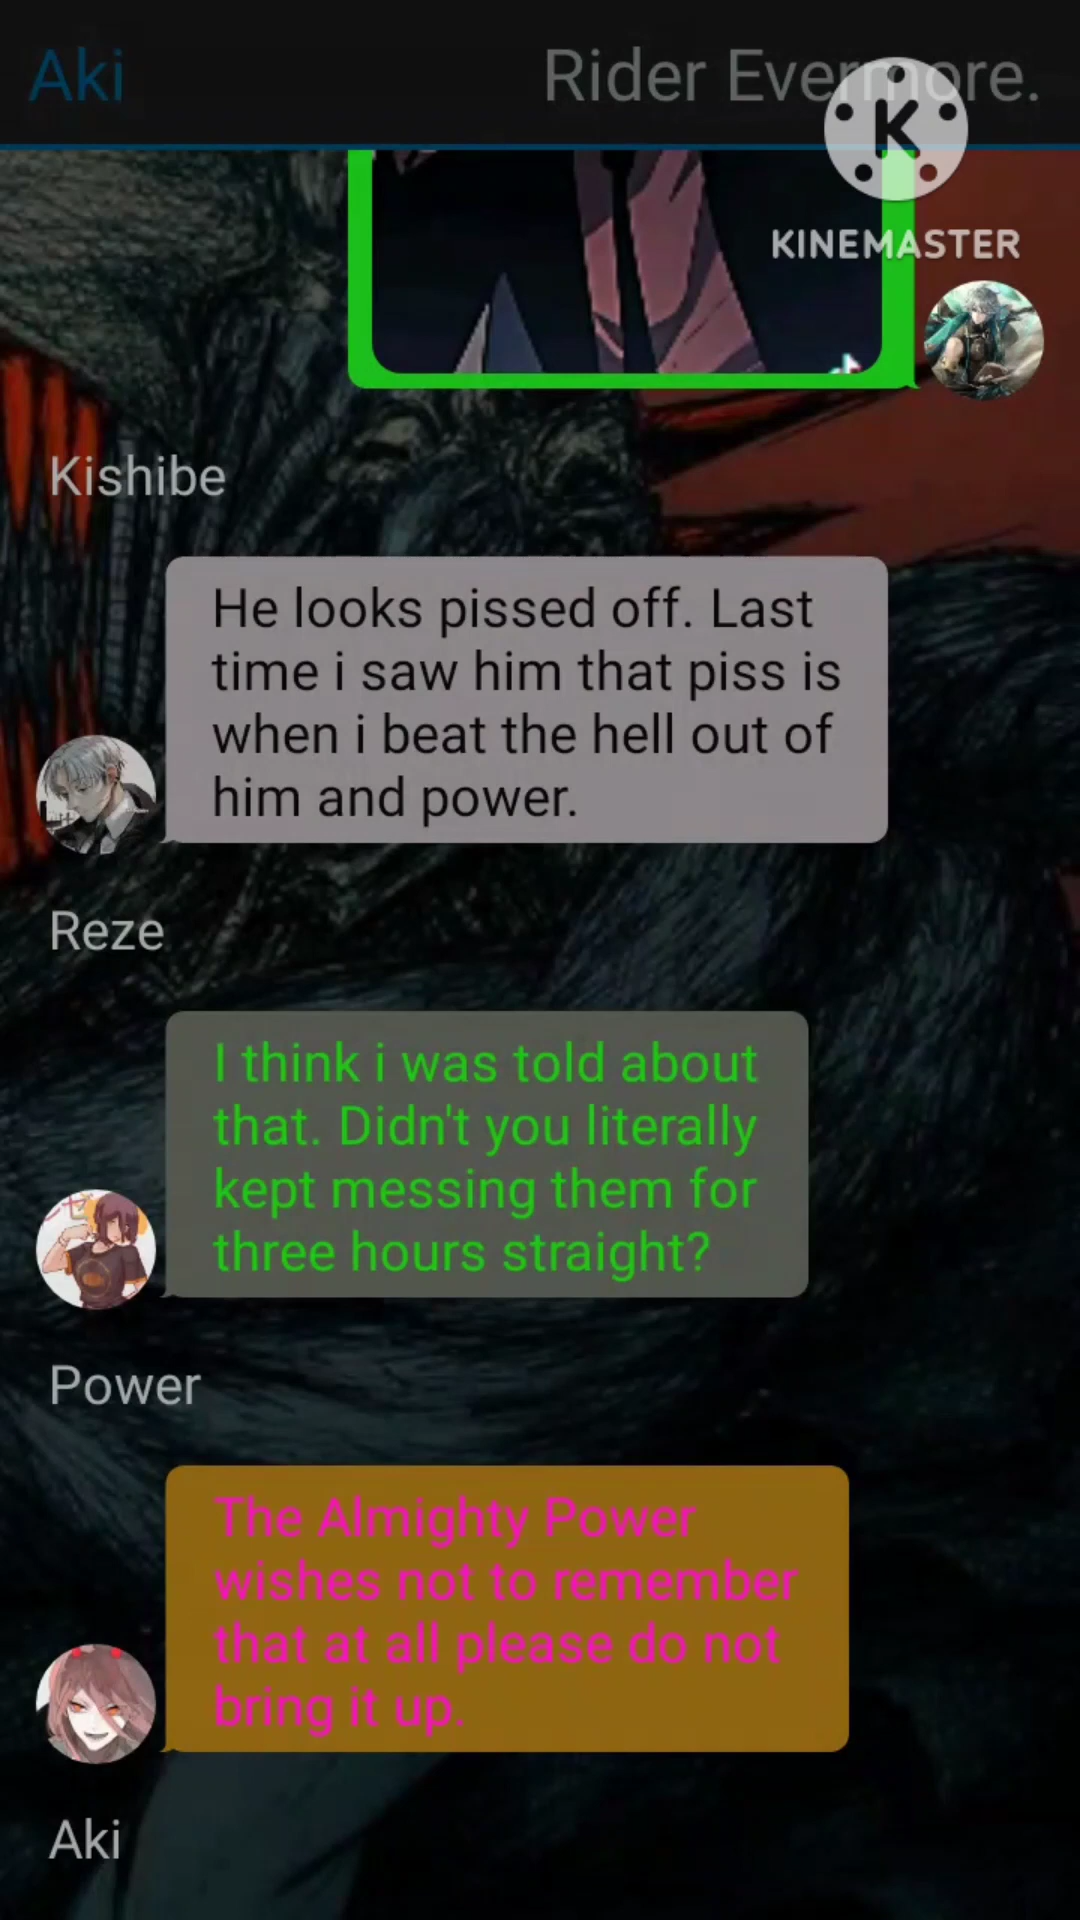 Aki
Rider Evermore.
K
KINEMASTER
Kishibe
He looks pissed off. Last
time i saw him that piss is
when i beat the hell out of
him and power.
Reze
I think i was told about
that. Didn't you literally
kept messing them for
three hours straight?
Power
The Almighty Power
wishes not to remember
that at all please do not
bring it up.
Aki